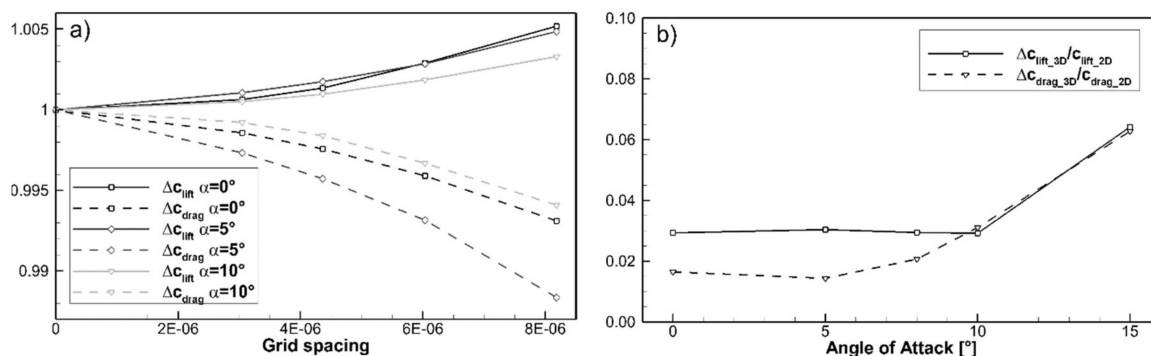 a)
1.005
1
0.995
0.99
Δc_lift α=0°
Δc_drag α=0°
Δc_lift α=5°
Δc_drag α=5°
Δc_lift α=10°
Δc_drag α=10°
0 2E-06 4E-06 6E-06 8E-06
Grid spacing
b)
0.10
0.08
0.06
0.04
0.02
0.00
Δc_lift_3D/c_lift_2D
Δc_drag_3D/c_drag_2D
0 5 10 15
Angle of Attack [°]